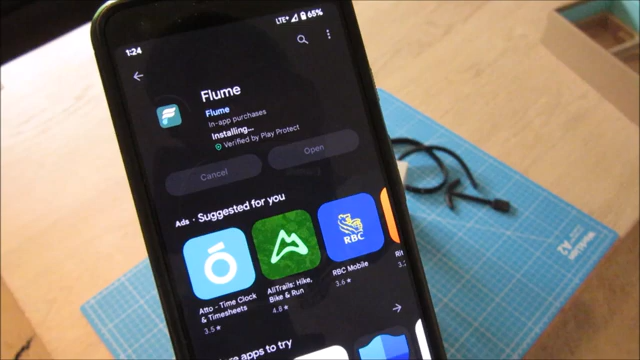 1:24
LTE+ 65%
Flume
Flume
In-app purchases
Installing...
Verified by Play Protect
Cancel
Open
Ads · Suggested for you
Atto - Time Clock
& Timesheets
3.5 ★
AllTrails: Hike,
Bike & Run
4.8 ★
RBC
RBC Mobile
3.6 ★
3.
apps to try
A2